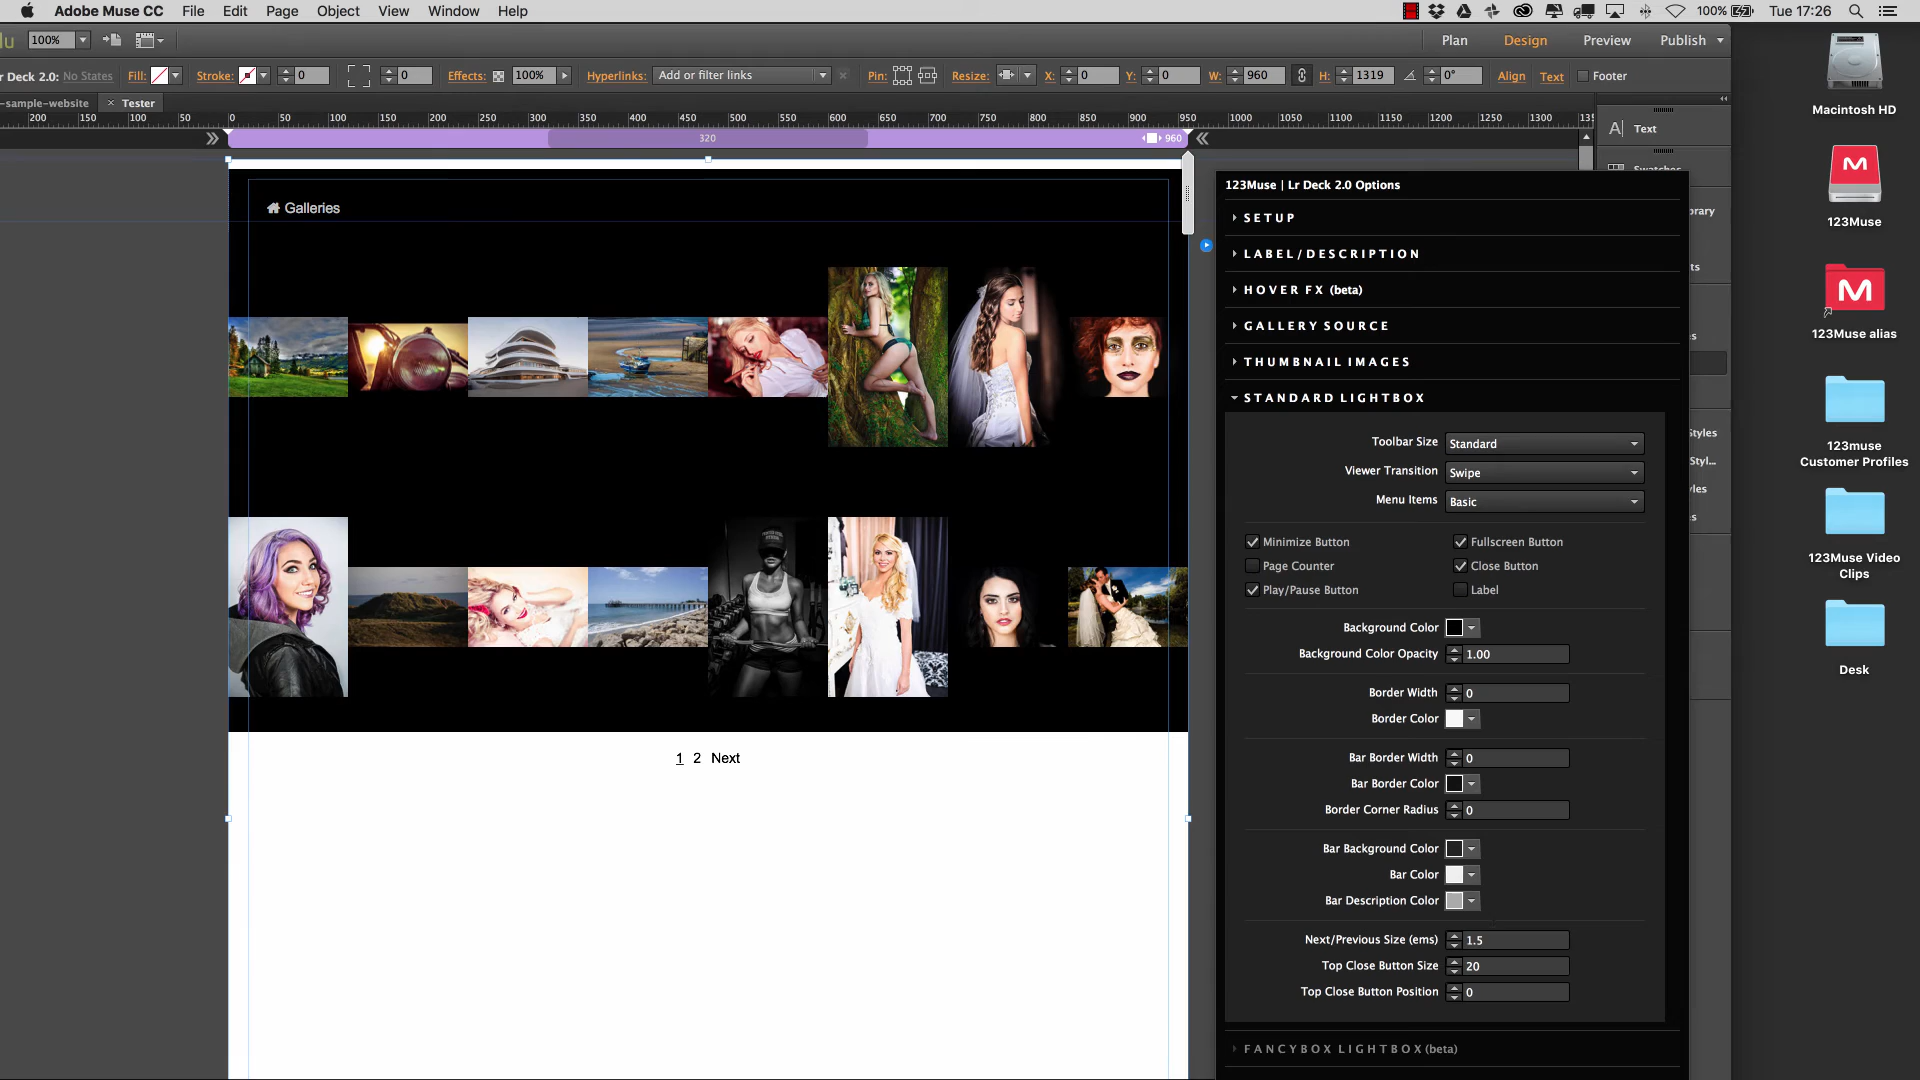 Adobe Muse CC File Edit Page Object View Window Help
100% Tue 17:26
100% Plan Design Preview Publish
r Deck 2.0: No States Fill: Stroke: 0 0 Effects: 100% Hyperlinks: Add or filter links Pin: Resize: X: 0 Y: 0 W: 960 H: 1319 0° Align Text Footer
-sample-website × Tester
200 150 100 50 0 50 100 150 200 250 300 350 400 450 500 550 600 650 700 750 800 850 900 950 1000 1050 1100 1150 1200 1250 1300 135
320
960
Galleries
1 2 Next
Text
Swatches
brary
ts
es
Styles
Styl...
yles
s
123Muse | Lr Deck 2.0 Options
SETUP
LABEL/DESCRIPTION
HOVER FX (beta)
GALLERY SOURCE
THUMBNAIL IMAGES
STANDARD LIGHTBOX
Toolbar Size Standard
Viewer Transition Swipe
Menu Items Basic
Minimize Button Fullscreen Button
Page Counter Close Button
Play/Pause Button Label
Background Color
Background Color Opacity 1.00
Border Width 0
Border Color
Bar Border Width 0
Bar Border Color
Border Corner Radius 0
Bar Background Color
Bar Color
Bar Description Color
Next/Previous Size (ems) 1.5
Top Close Button Size 20
Top Close Button Position 0
FANCYBOX LIGHTBOX (beta)
Macintosh HD
123Muse
123Muse alias
123muse
Customer Profiles
123Muse Video
Clips
Desk